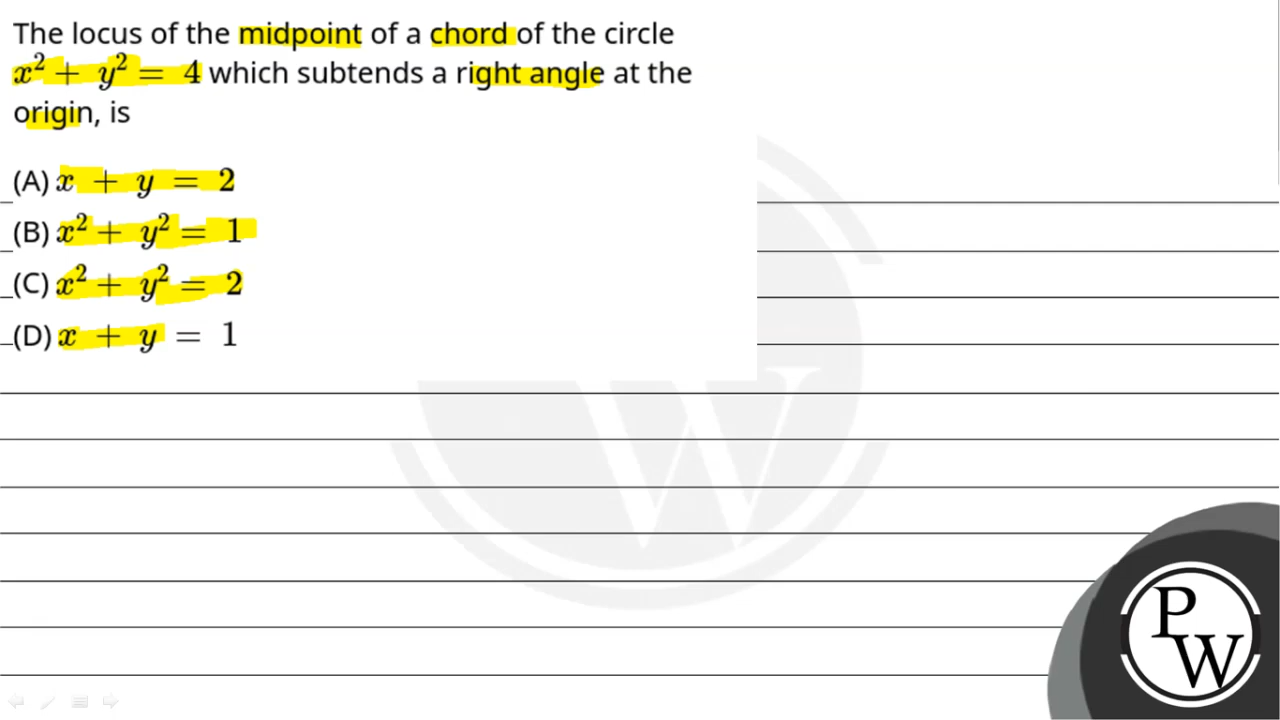 The locus of the midpoint of a chord of the circle
x² + y² = 4 which subtends a right angle at the
origin, is
(A) x + y = 2
(B) x² + y² = 1
(C) x² + y² = 2
(D) x + y = 1
W
P
W